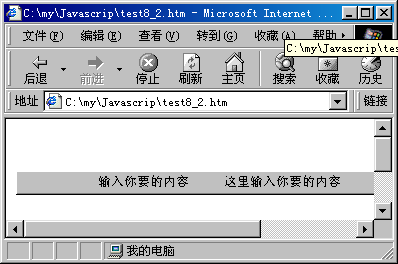 C:\my\Javascrip\test8_2.htm - Microsoft Internet ...
文件(F) 编辑(E) 查看(V) 转到(G) 收藏(A) 帮助
C:\my\Javascrip\tes
后退 前进 停止 刷新 主页 搜索 收藏 历史
地址 C:\my\Javascrip\test8_2.htm 链接
输入你要的内容 这里输入你要的内容
我的电脑